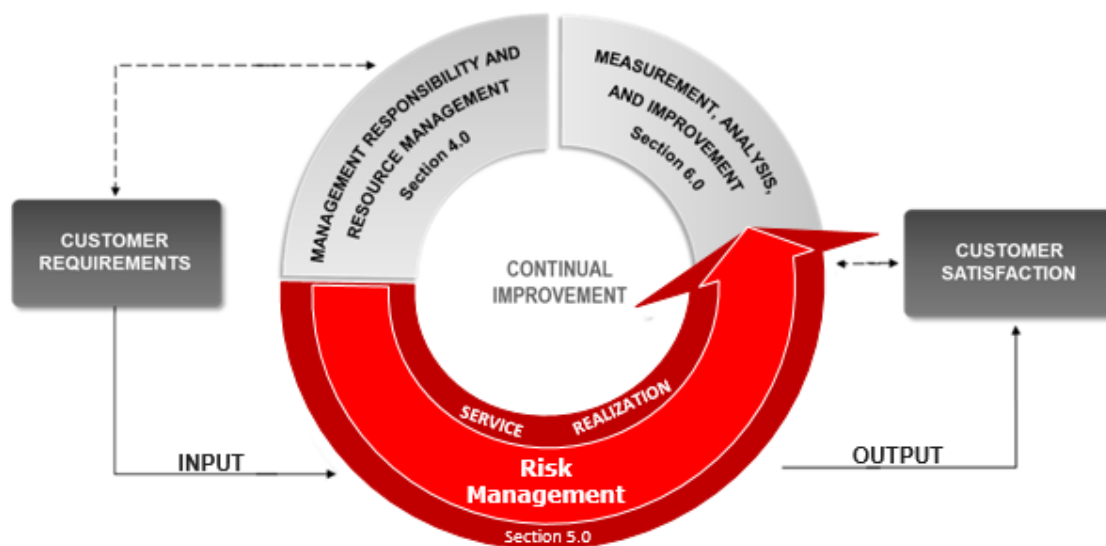 MANAGEMENT RESPONSIBILITY AND
RESOURCE MANAGEMENT
Section 4.0
MEASUREMENT, ANALYSIS,
AND IMPROVEMENT
Section 6.0
CUSTOMER
REQUIREMENTS
CONTINUAL
IMPROVEMENT
CUSTOMER
SATISFACTION
SERVICE REALIZATION
INPUT
OUTPUT
Risk
Management
Section 5.0